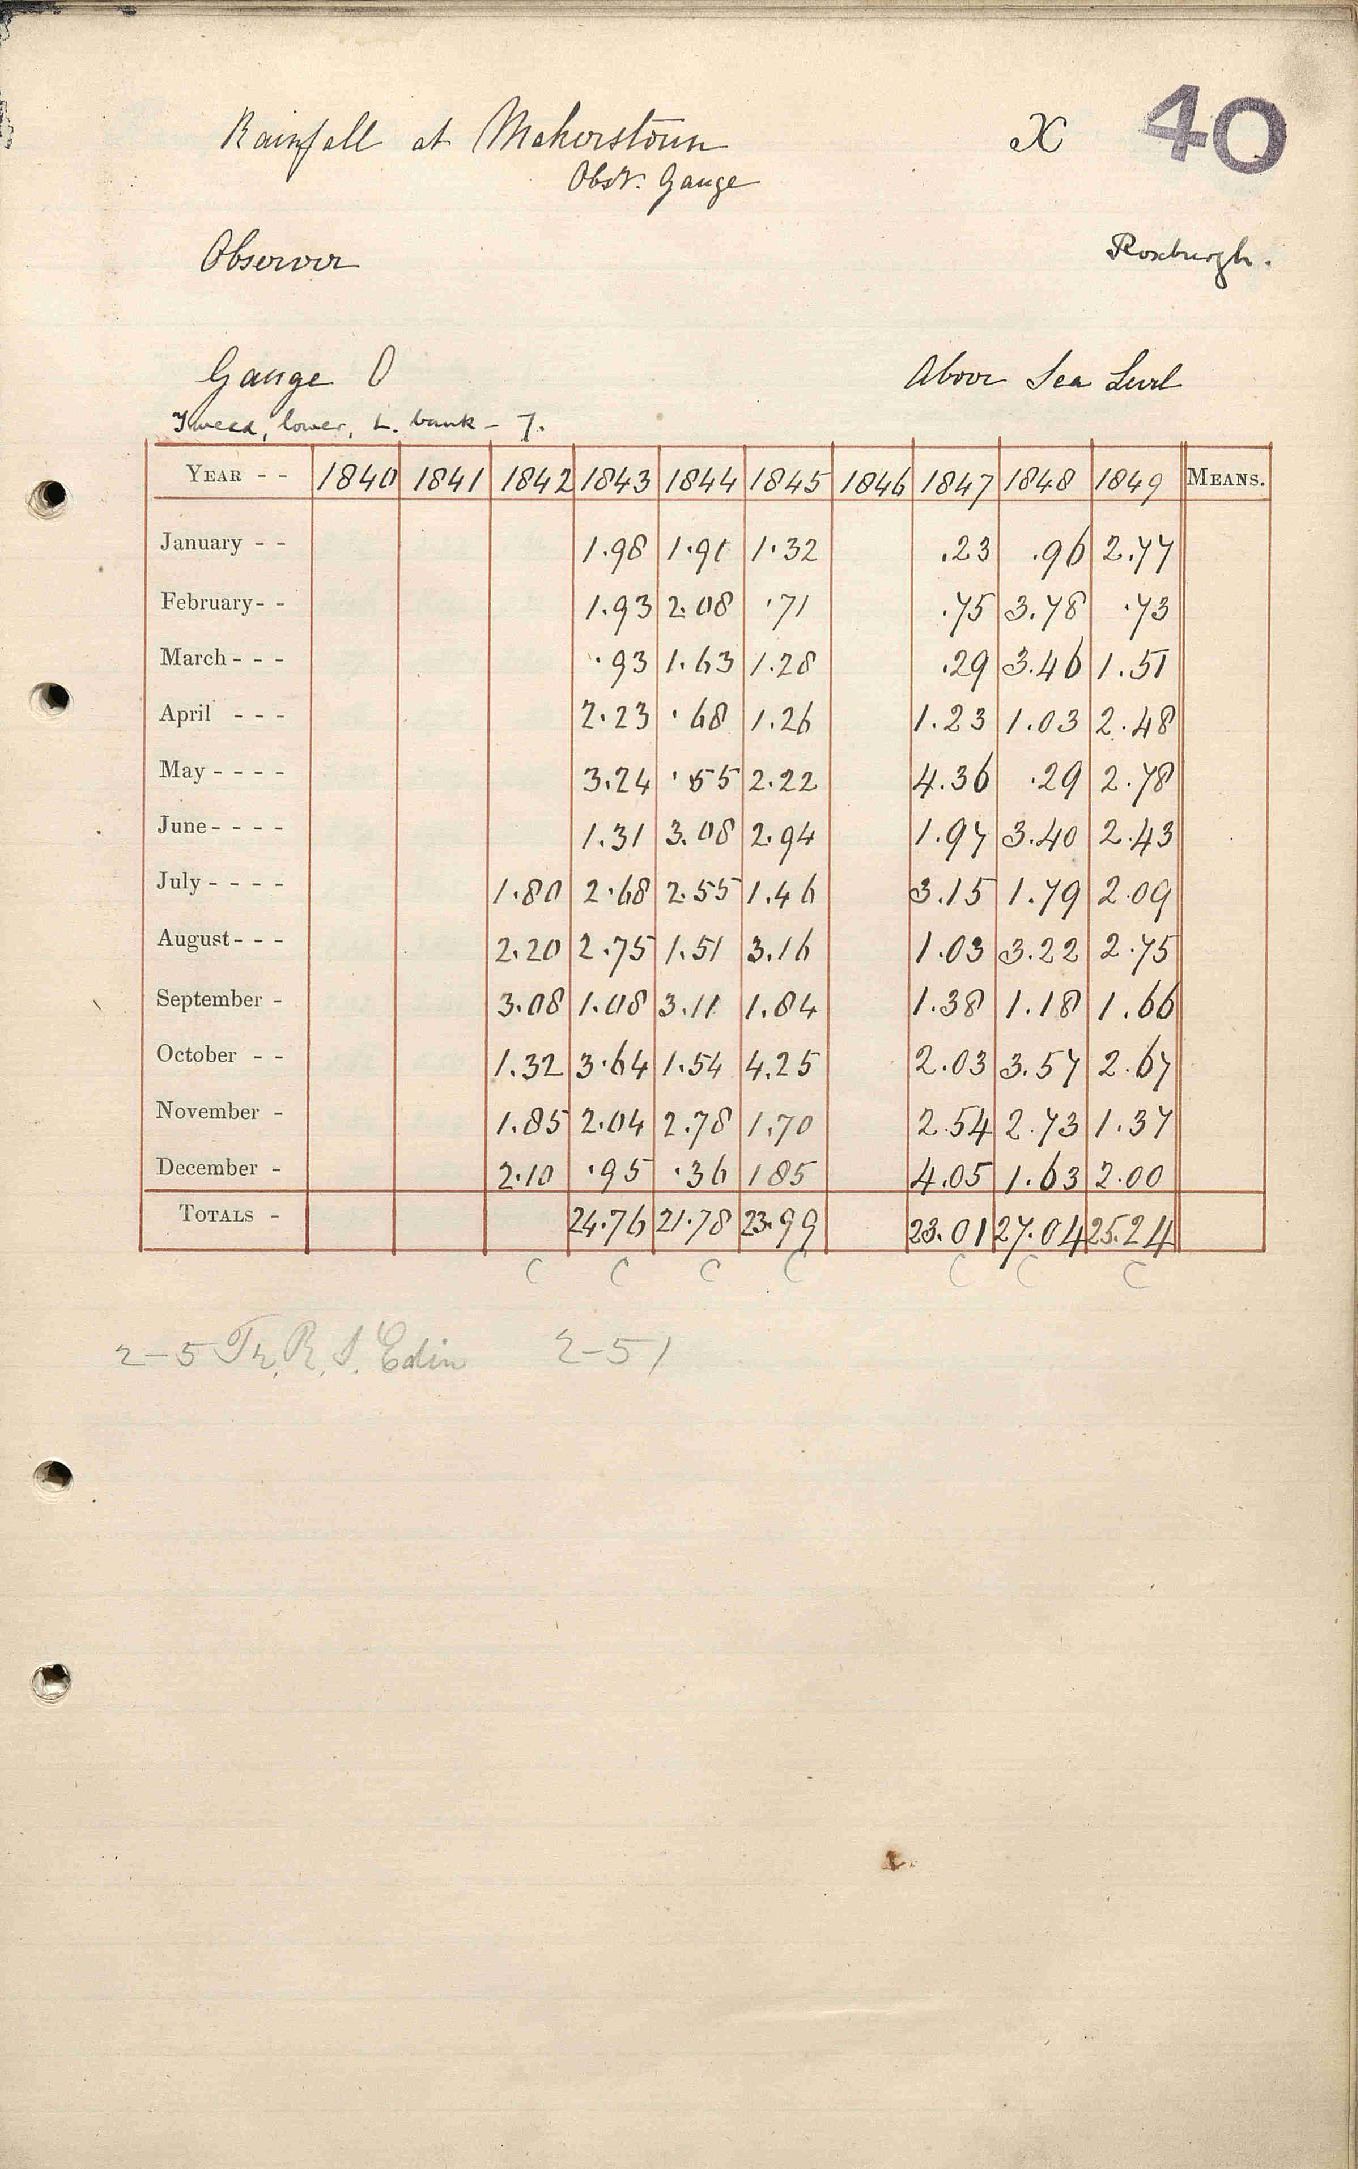 40
Rainfall at Makerstoun X
Obsy. Gauge
Observer Roxburgh.
Gauge O Above Sea Level
Tweed, lower, L. bank - 7.
YEAR - - 1840 1841 1842 1843 1844 1845 1846 1847 1848 1849 MEANS.
January - - 1.98 1.91 1.32 .23 .96 2.77
February- - 1.93 2.08 .71 .75 3.78 .73
March - - - .93 1.63 1.28 .29 3.46 1.51
April - - - 2.23 .68 1.26 1.23 1.03 2.48
May - - - - 3.24 .55 2.22 4.36 .29 2.78
June - - - - 1.31 3.08 2.94 1.97 3.40 2.43
July - - - - 1.80 2.68 2.55 1.46 3.15 1.79 2.09
August - - - 2.20 2.75 1.51 3.16 1.03 3.22 2.75
September - 3.08 1.08 3.11 1.84 1.38 1.18 1.66
October - - 1.32 3.64 1.54 4.25 2.03 3.57 2.67
November - 1.85 2.04 2.78 1.70 2.54 2.73 1.37
December - 2.10 .95 .36 1 85 4.05 1.63 2.00
TOTALS - 24.76 21.78 23.99 23.01 27.04 25.24
C C C C C C C
2-5 Tr. R. S. Edin 2-51